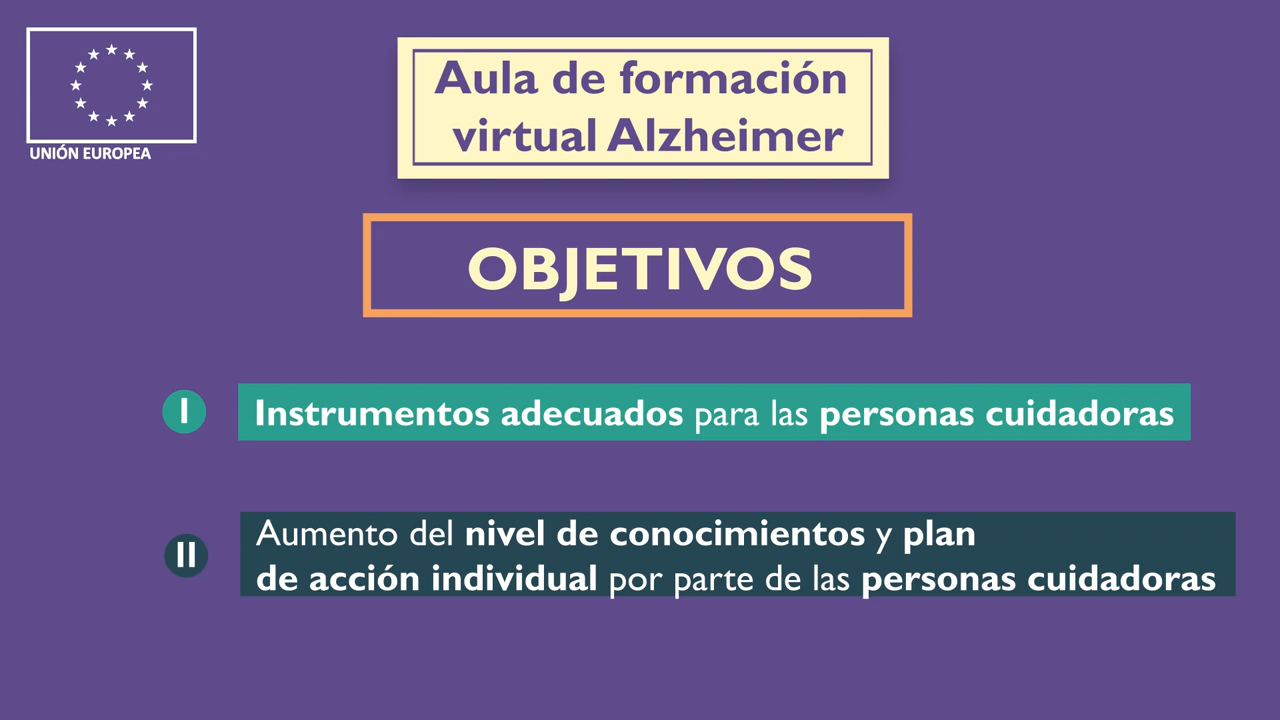 UNIÓN EUROPEA
Aula de formación
virtual Alzheimer
OBJETIVOS
I
Instrumentos adecuados para las personas cuidadoras
II
Aumento del nivel de conocimientos y plan
de acción individual por parte de las personas cuidadoras